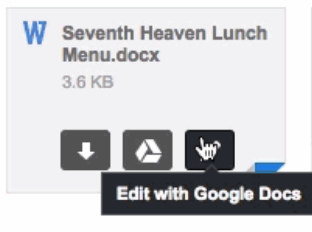 W Seventh Heaven Lunch
Menu.docx
3.6 KB
Edit with Google Docs